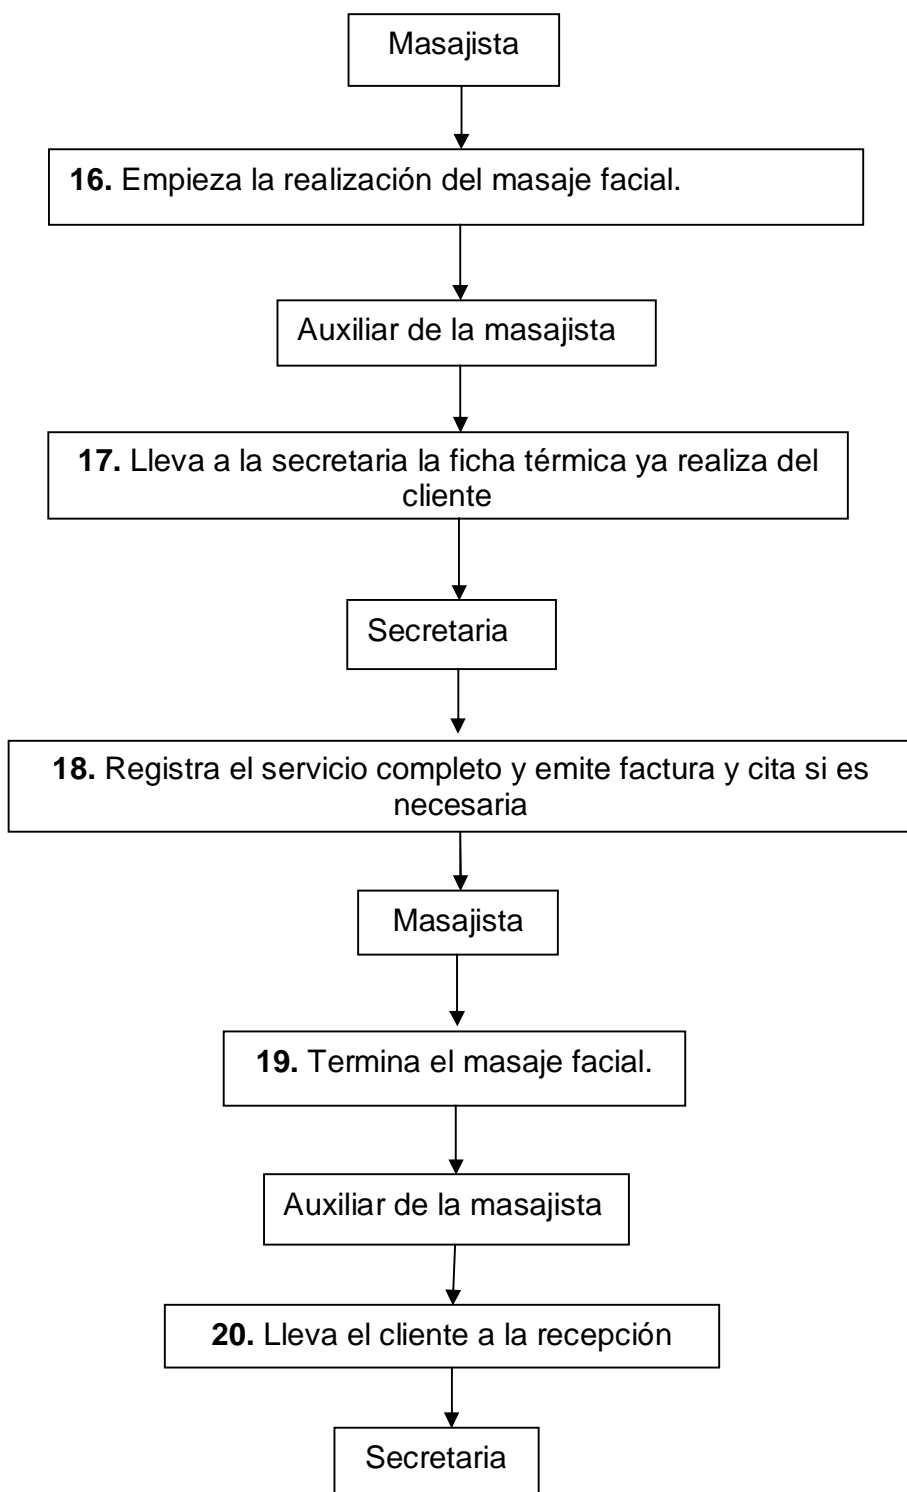 Masajista
16. Empieza la realización del masaje facial.
Auxiliar de la masajista
17. Lleva a la secretaria la ficha térmica ya realiza del
cliente
Secretaria
18. Registra el servicio completo y emite factura y cita si es
necesaria
Masajista
19. Termina el masaje facial.
Auxiliar de la masajista
20. Lleva el cliente a la recepción
Secretaria